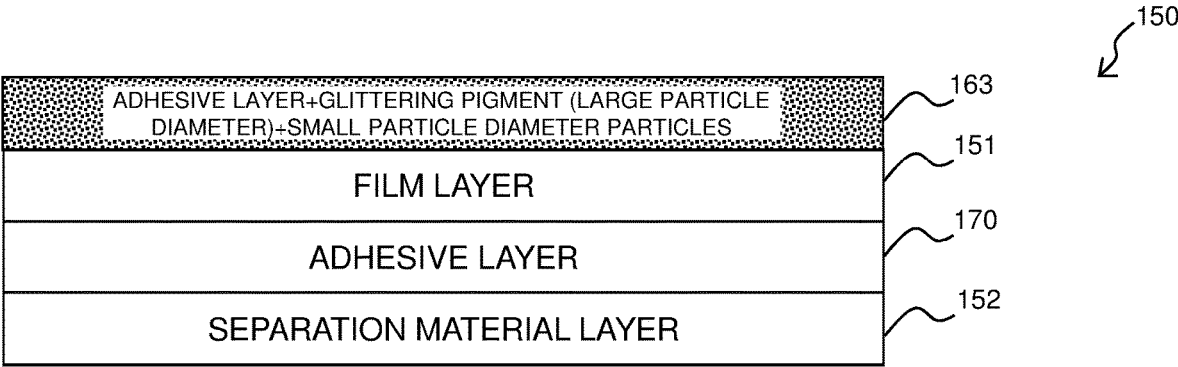 150
ADHESIVE LAYER+GLITTERING PIGMENT (LARGE PARTICLE
DIAMETER)+SMALL PARTICLE DIAMETER PARTICLES
163
151
FILM LAYER
170
ADHESIVE LAYER
152
SEPARATION MATERIAL LAYER